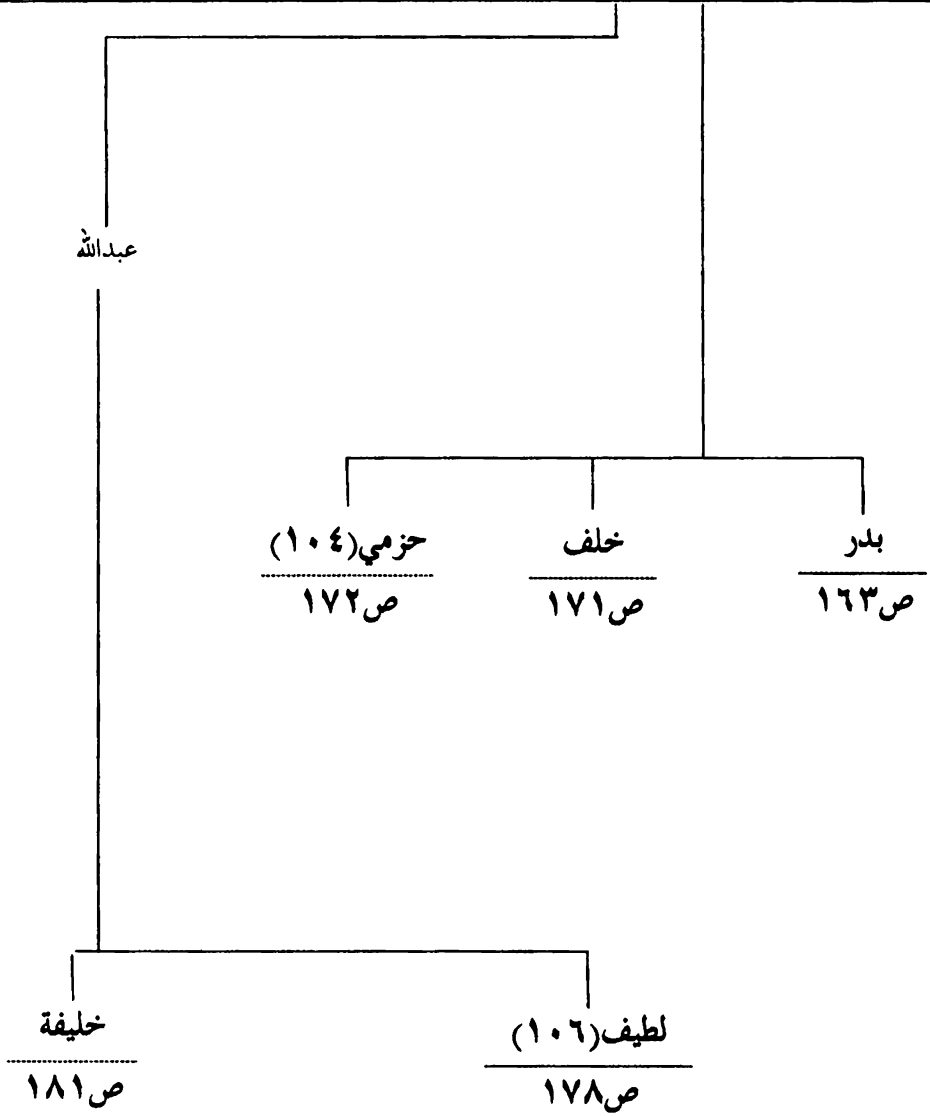 عبدالله
بدر
ص١٦٣
خلف
ص١٧١
حزمي(١٠٤)
ص١٧٢
لطيف(١٠٦)
ص١٧٨
خليفة
ص١٨١